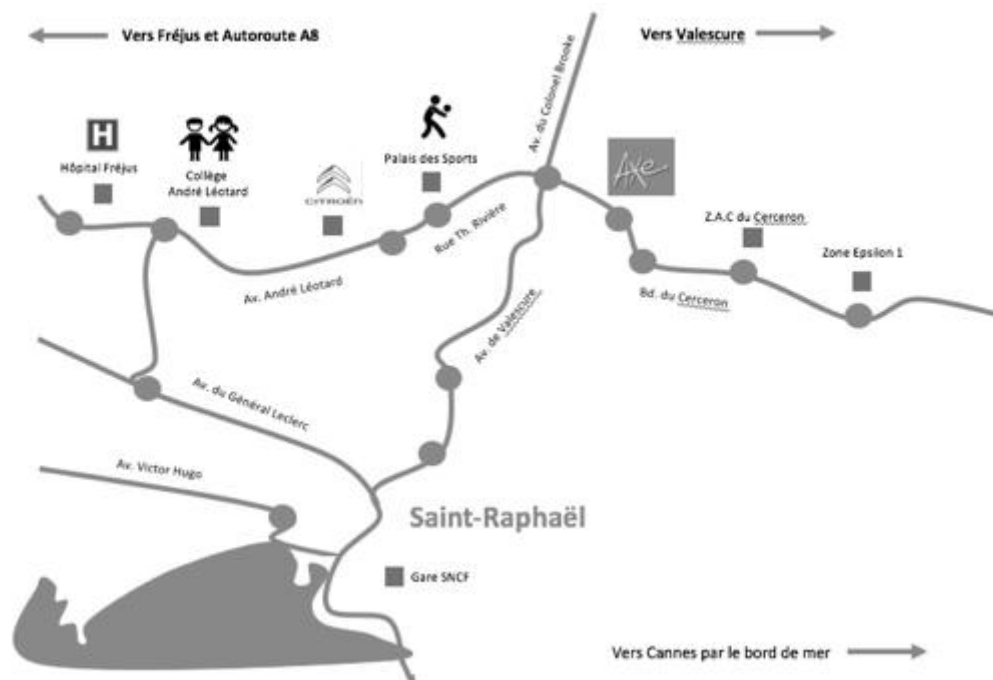 Vers Fréjus et Autoroute A8
Vers Valescure
Av. du Colonel Brooke
H
Hôpital Fréjus
Collège
André Léotard
CITROËN
Palais des Sports
Axe
Z.A.C du Cerceron
Zone Epsilon 1
Rue Th. Rivière
Av. André Léotard
Bd. du Cerceron
Av. de Valescure
Av. du Général Leclerc
Av. Victor Hugo
Saint-Raphaël
Gare SNCF
Vers Cannes par le bord de mer